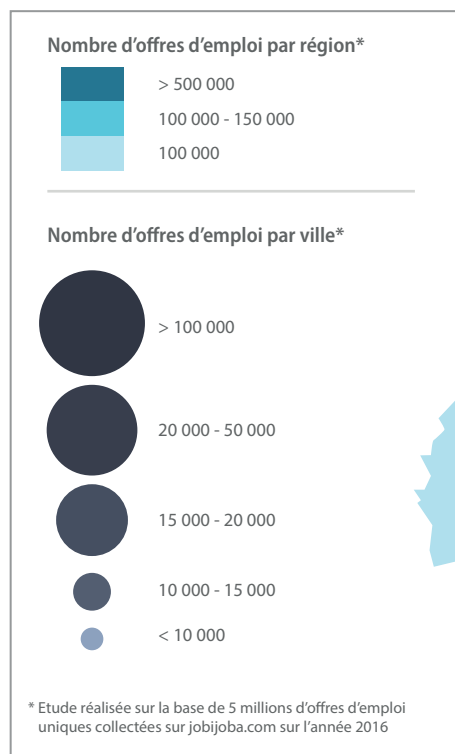 Nombre d’offres d’emploi par région*
> 500 000
100 000 - 150 000
100 000
Nombre d’offres d’emploi par ville*
> 100 000
20 000 - 50 000
15 000 - 20 000
10 000 - 15 000
< 10 000
* Etude réalisée sur la base de 5 millions d’offres d’emploi
uniques collectées sur jobijoba.com sur l’année 2016